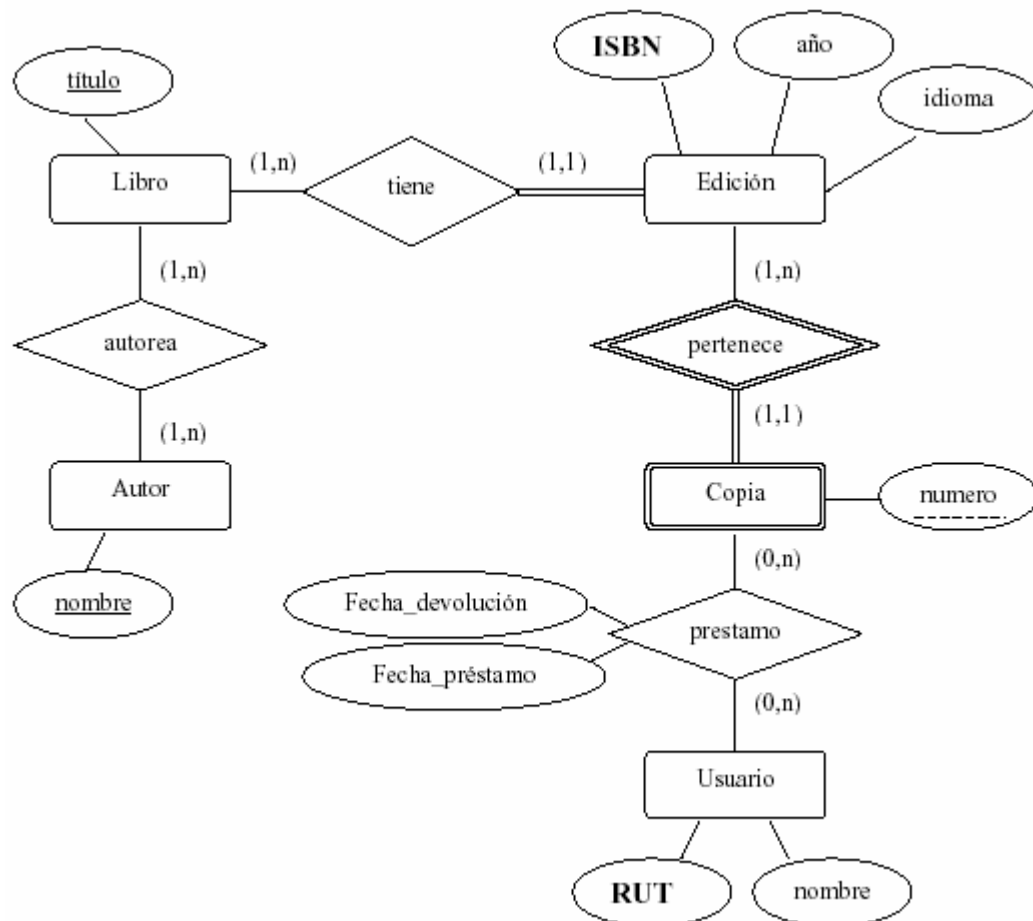 ISBN
año
título
idioma
Libro
(1,n)
tiene
(1,1)
Edición
(1,n)
(1,n)
autorea
pertenece
(1,n)
(1,1)
Autor
Copia
numero
(0,n)
nombre
Fecha_devolución
prestamo
Fecha_préstamo
(0,n)
Usuario
RUT
nombre